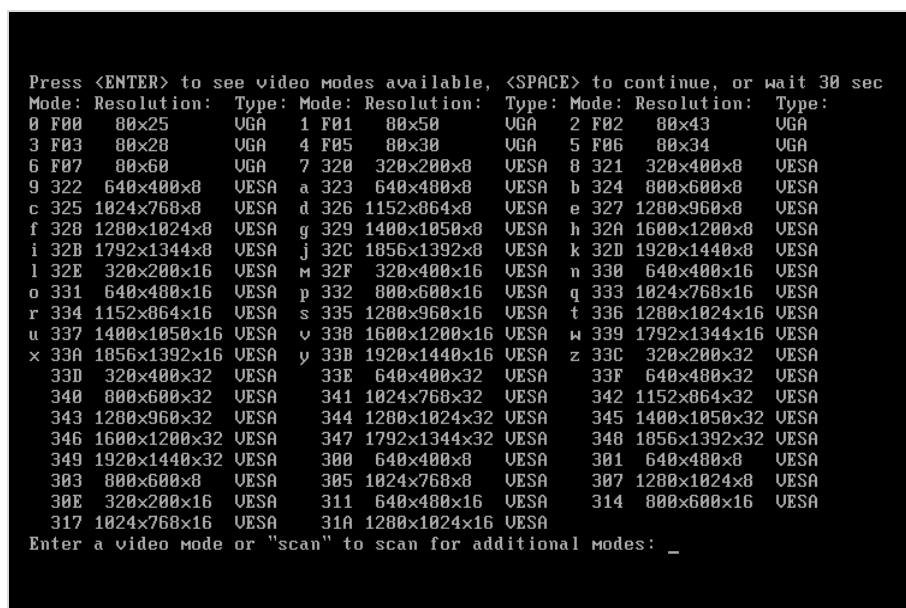 Press <ENTER> to see video modes available, <SPACE> to continue, or wait 30 sec
Mode: Resolution:  Type: Mode: Resolution:  Type: Mode: Resolution:  Type:
0 F00   80x25      VGA    1 F01   80x50      VGA   2 F02   80x43      VGA
3 F03   80x28      VGA    4 F05   80x30      VGA   5 F06   80x34      VGA
6 F07   80x60      VGA    7 320  320x200x8   VESA  8 321  320x400x8   VESA
9 322  640x400x8   VESA  a 323  640x480x8   VESA  b 324  800x600x8   VESA
c 325 1024x768x8   VESA  d 326 1152x864x8   VESA  e 327 1280x960x8   VESA
f 328 1280x1024x8  VESA  g 329 1400x1050x8  VESA  h 32A 1600x1200x8  VESA
i 32B 1792x1344x8  VESA  j 32C 1856x1392x8  VESA  k 32D 1920x1440x8  VESA
l 32E  320x200x16  VESA  m 32F  320x400x16  VESA  n 330  640x400x16  VESA
o 331  640x480x16  VESA  p 332  800x600x16  VESA  q 333 1024x768x16  VESA
r 334 1152x864x16  VESA  s 335 1280x960x16  VESA  t 336 1280x1024x16 VESA
u 337 1400x1050x16 VESA  v 338 1600x1200x16 VESA  w 339 1792x1344x16 VESA
x 33A 1856x1392x16 VESA  y 33B 1920x1440x16 VESA  z 33C  320x200x32  VESA
  33D  320x400x32  VESA    33E  640x400x32  VESA    33F  640x480x32  VESA
  340  800x600x32  VESA    341 1024x768x32  VESA    342 1152x864x32  VESA
  343 1280x960x32  VESA    344 1280x1024x32 VESA    345 1400x1050x32 VESA
  346 1600x1200x32 VESA    347 1792x1344x32 VESA    348 1856x1392x32 VESA
  349 1920x1440x32 VESA    300  640x400x8   VESA    301  640x480x8   VESA
  303  800x600x8   VESA    305 1024x768x8   VESA    307 1280x1024x8  VESA
  30E  320x200x16  VESA    311  640x480x16  VESA    314  800x600x16  VESA
  317 1024x768x16  VESA    31A 1280x1024x16 VESA
Enter a video mode or "scan" to scan for additional modes: _